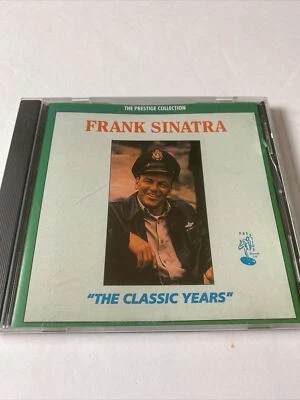 THE PRESTIGE COLLECTION
FRANK SINATRA
"THE CLASSIC YEARS"